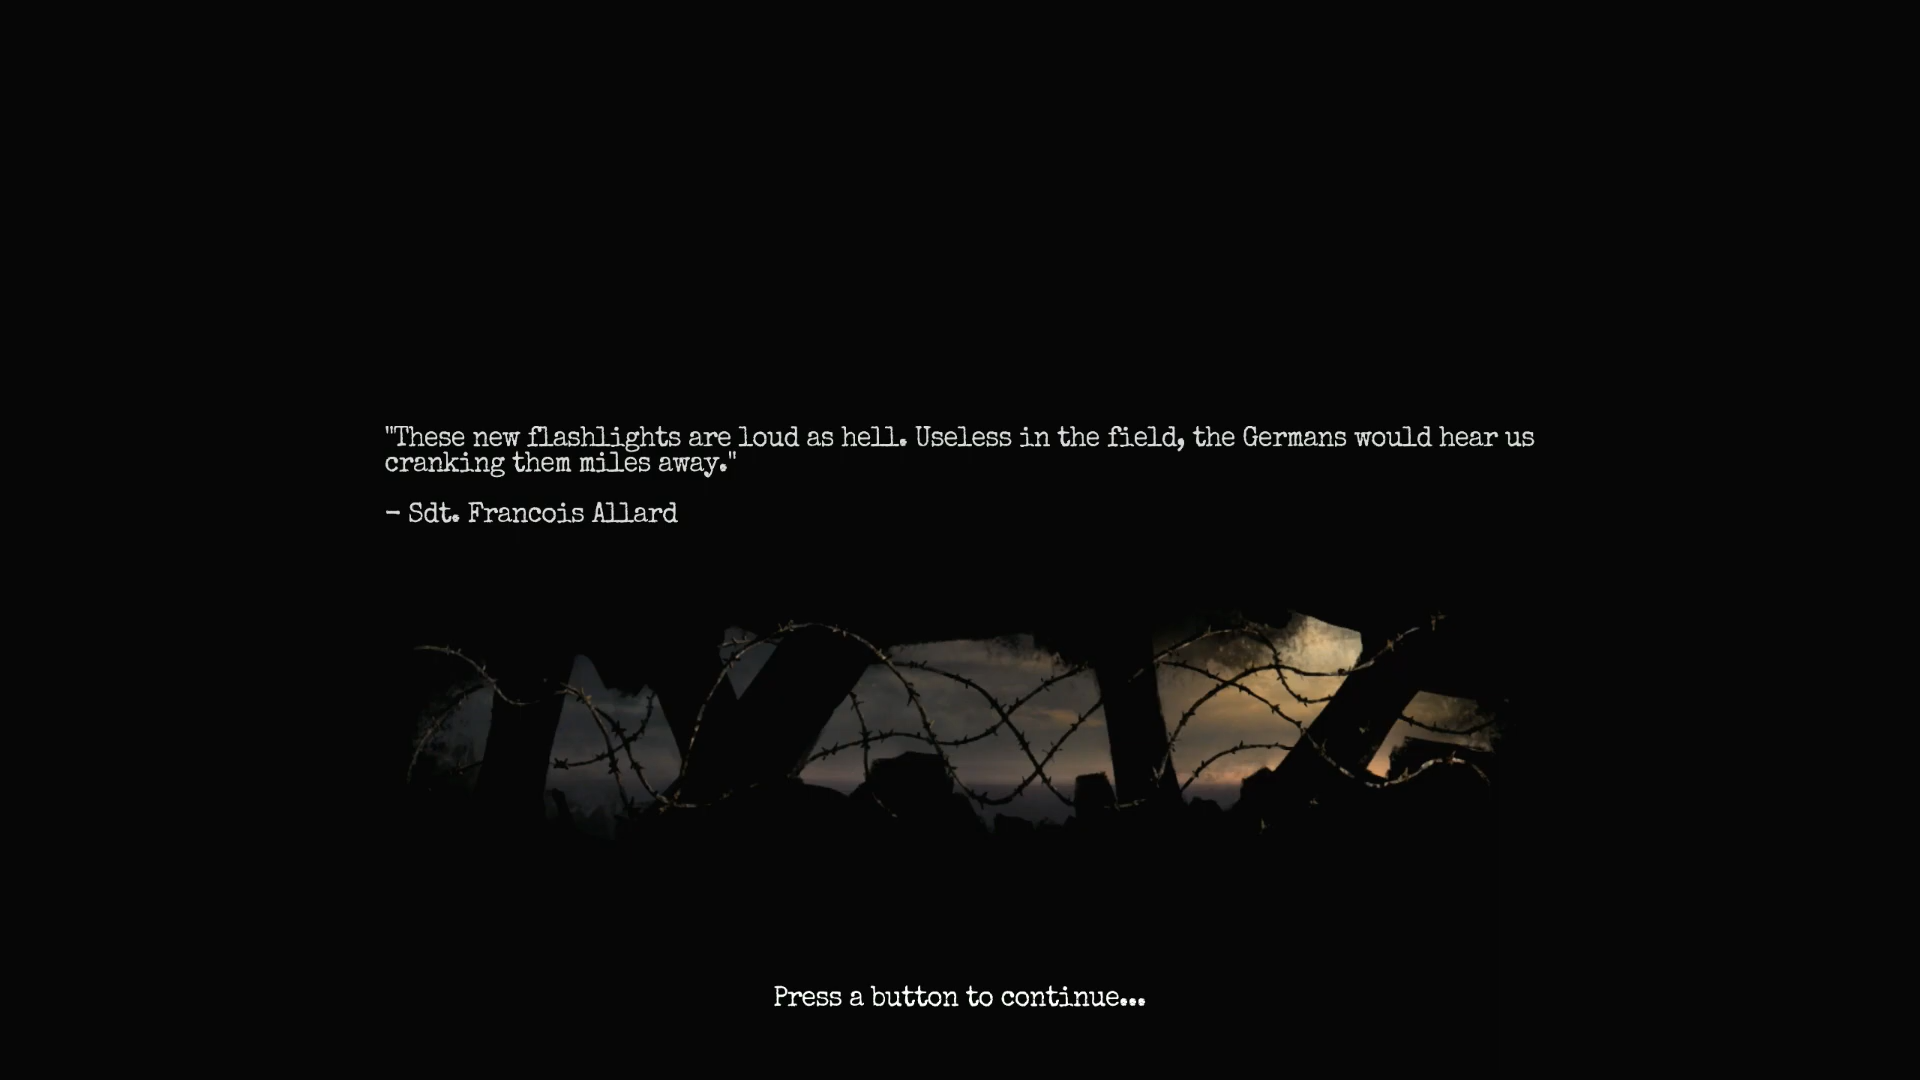 "These new flashlights are loud as hell. Useless in the field, the Germans would hear us
cranking them miles away."
- Sdt. Francois Allard
Press a button to continue...